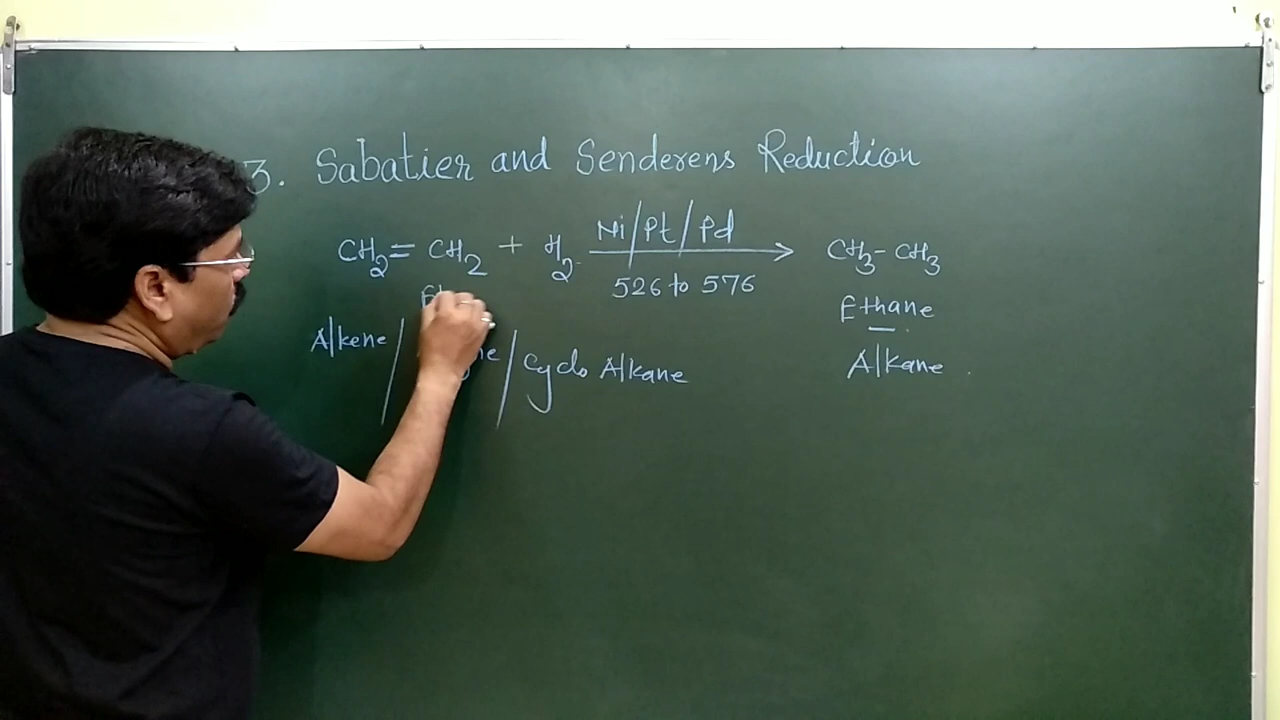 3. Sabatier and Senderens Reduction
CH2 = CH2 + H2 Ni/Pt/Pd → CH3 - CH3
526 to 576
Ethane
Alkene / / Cyclo Alkane Alkane